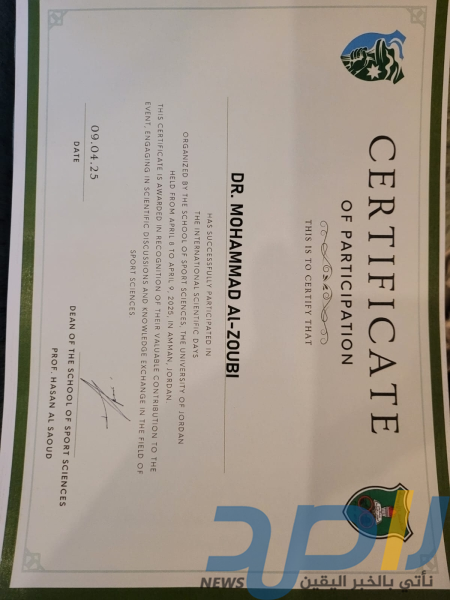 CERTIFICATE
OF PARTICIPATION
THIS IS TO CERTIFY THAT
DR. MOHAMMAD Al-ZOUBI
HAS SUCCESSFULLY PARTICIPATED IN
THE INTERNATIONAL SCIENTIFIC DAYS
ORGANIZED BY THE SCHOOL OF SPORT SCIENCES, THE UNIVERSITY OF JORDAN
HELD FROM APRIL 8 TO APRIL 9, 2025, IN AMMAN, JORDAN.
THIS CERTIFICATE IS AWARDED IN RECOGNITION OF THEIR VALUABLE CONTRIBUTION TO THE
EVENT, ENGAGING IN SCIENTIFIC DISCUSSIONS AND KNOWLEDGE EXCHANGE IN THE FIELD OF
SPORT SCIENCES.
09.04.25
DATE
DEAN OF THE SCHOOL OF SPORT SCIENCES
PROF. HASAN AL SAOUD
رصد
نأتي بالخبر اليقين
NEWS